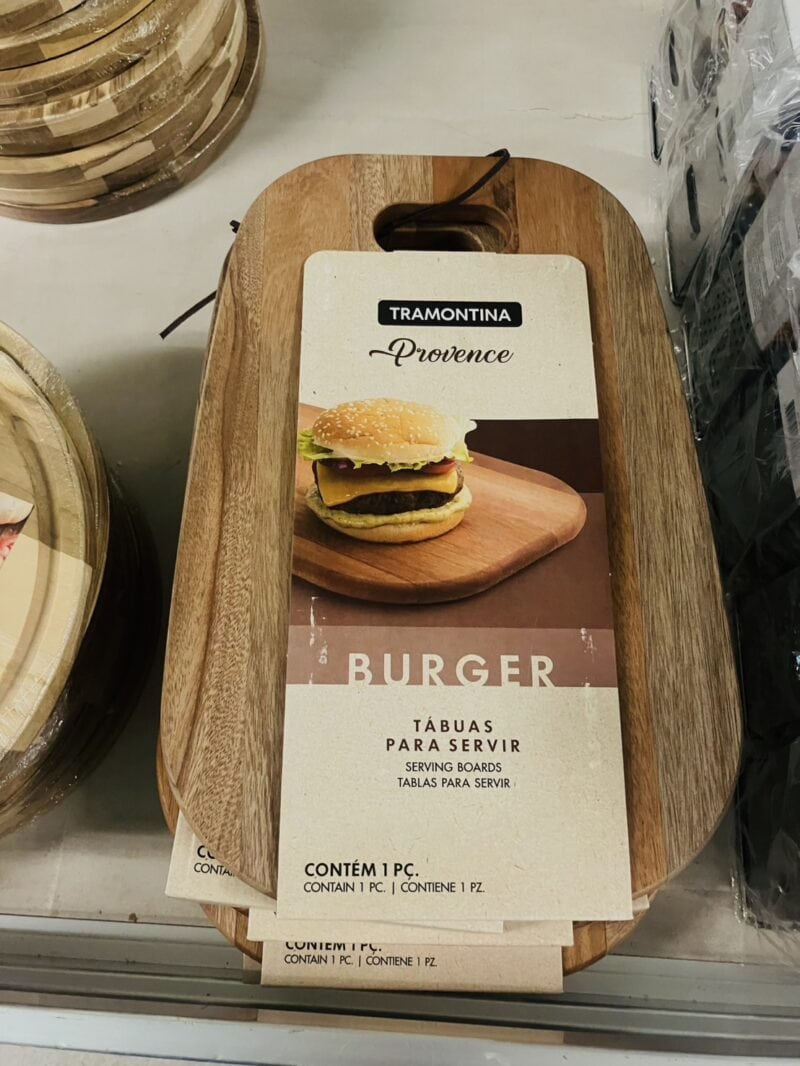 TRAMONTINA
Provence
BURGER
TÁBUAS
PARA SERVIR
SERVING BOARDS
TABLAS PARA SERVIR
CONTÉM 1 PÇ.
CONTAIN 1 PC. | CONTIENE 1 PZ.
CONTÉM 1 PÇ.
CONTAIN 1 PC. | CONTIENE 1 PZ.